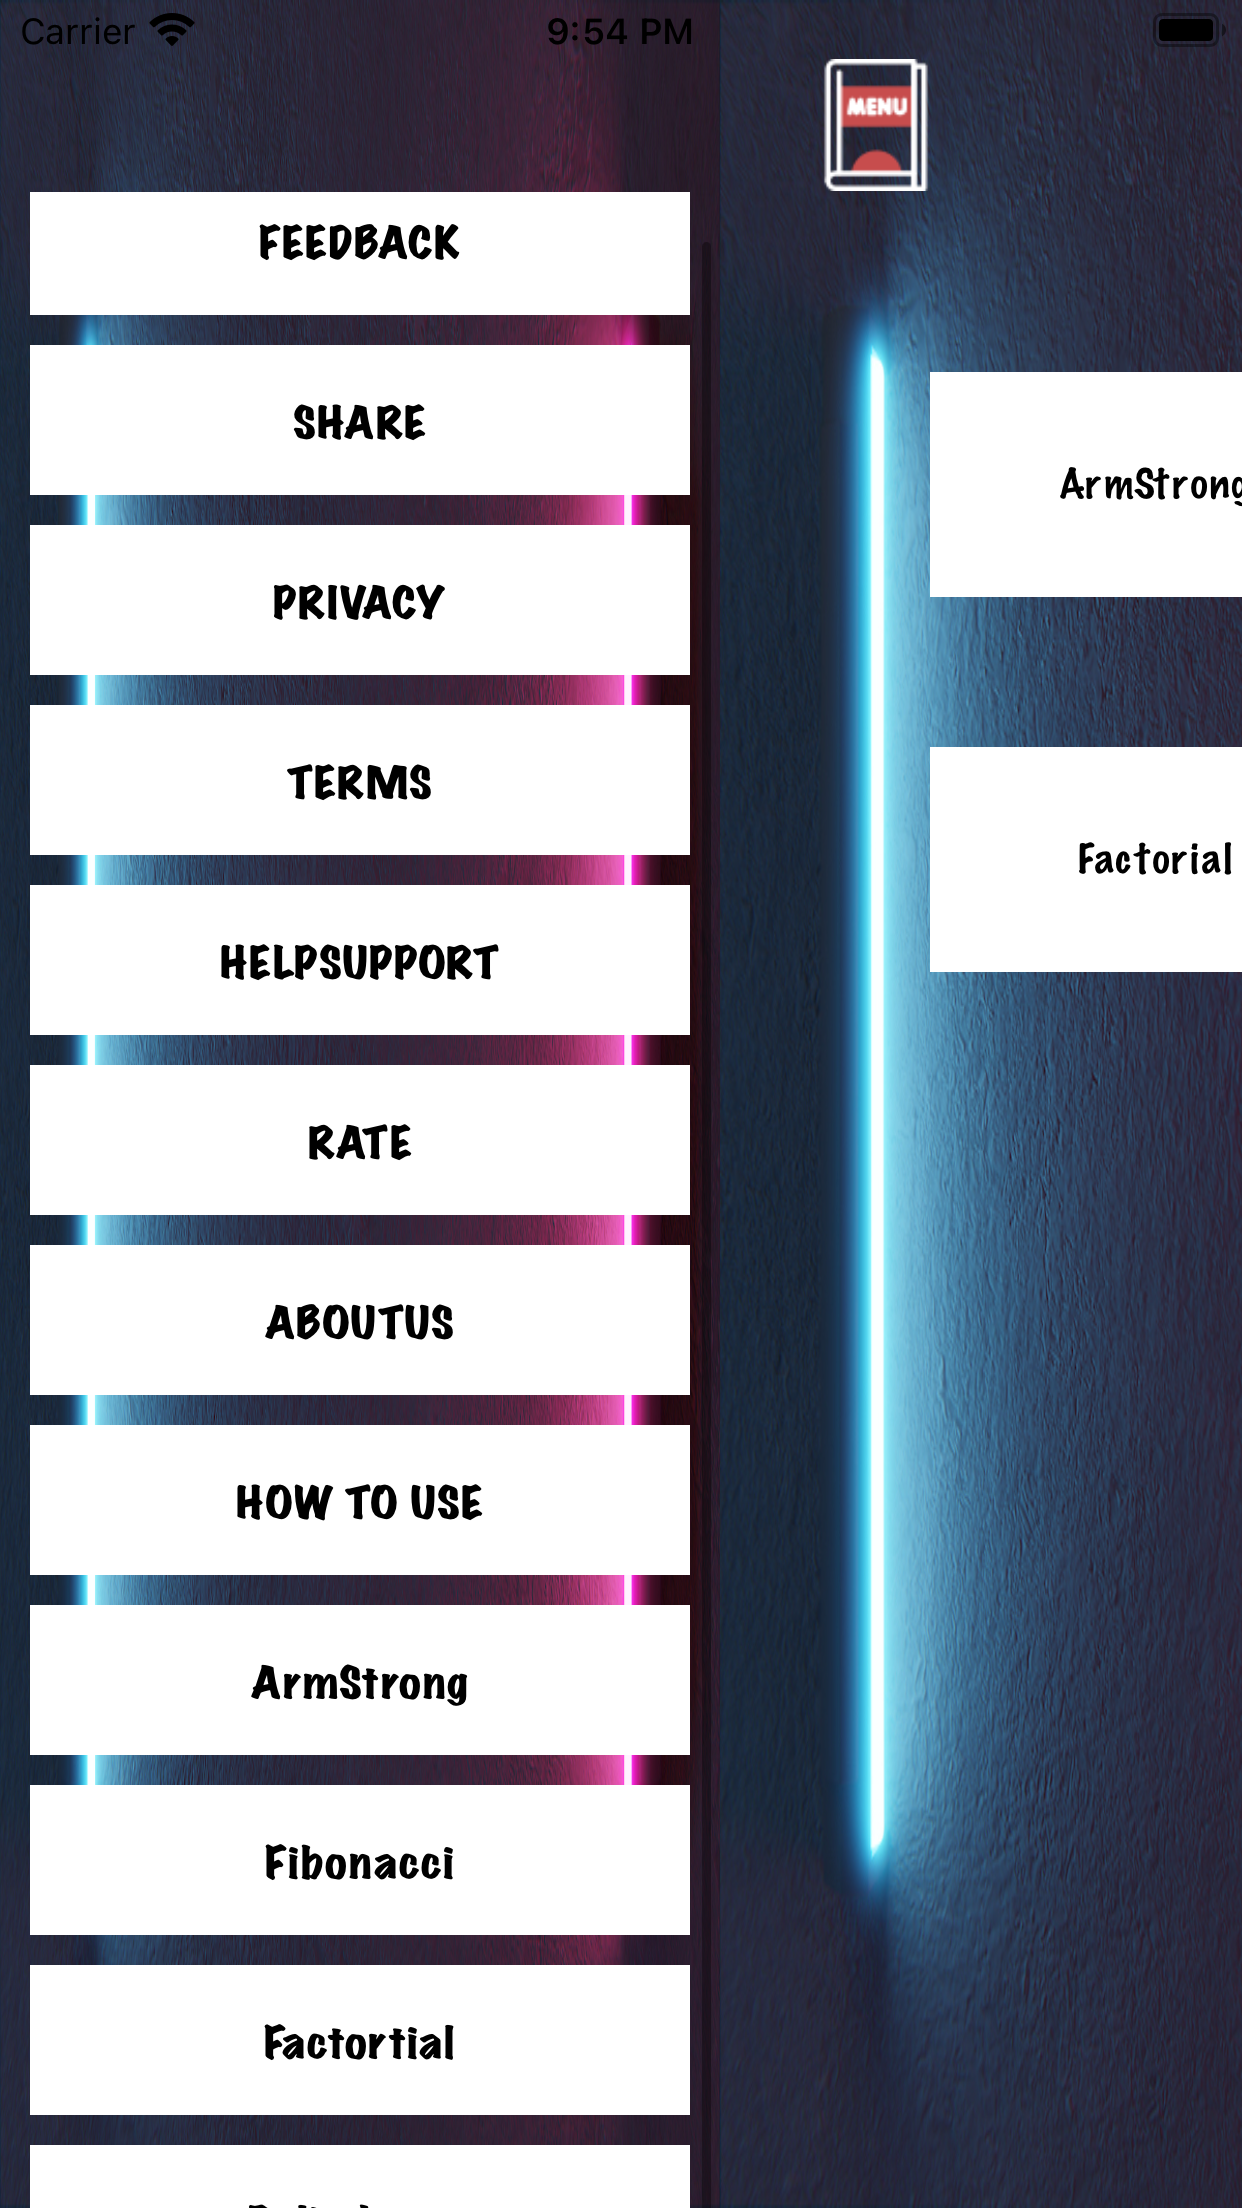 Carrier 9:54 PM
MENU
FEEDBACK
SHARE
PRIVACY
TERMS
HELPSUPPORT
RATE
ABOUTUS
HOW TO USE
ArmStrong
Fibonacci
Factortial
ArmStrong
Factorial